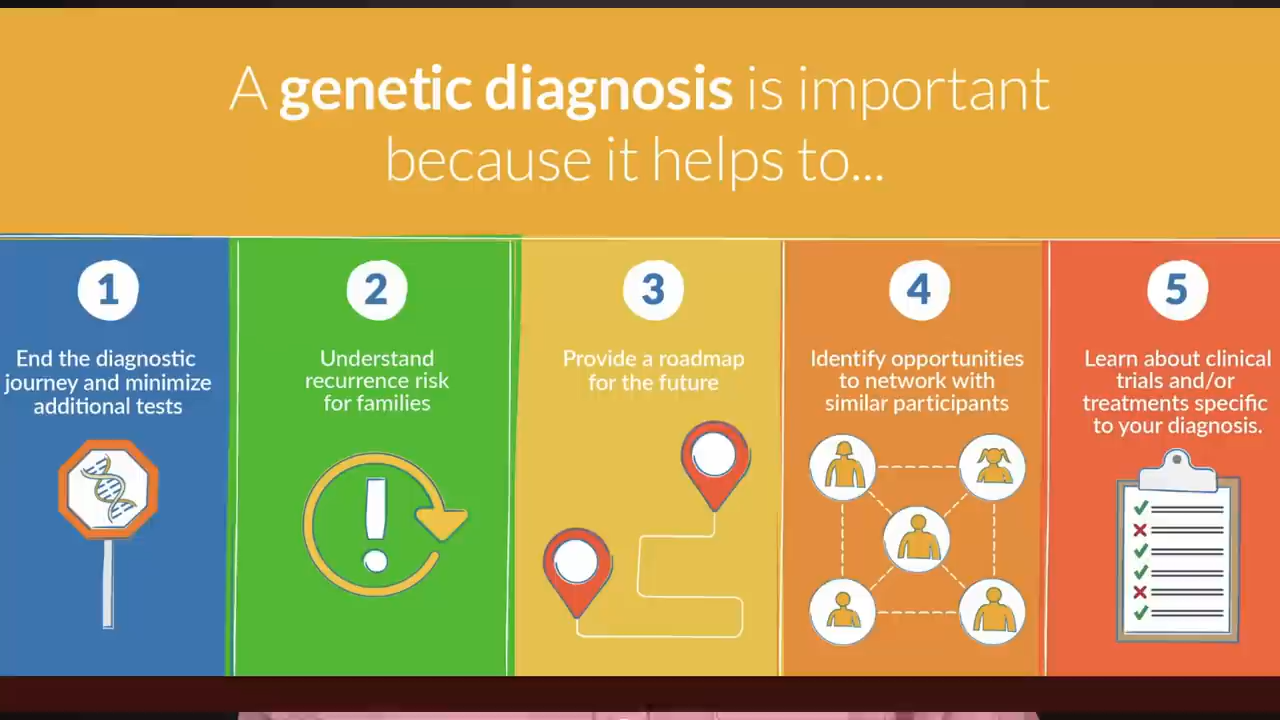 A genetic diagnosis is important
because it helps to...
1
End the diagnostic
journey and minimize
additional tests
2
Understand
recurrence risk
for families
3
Provide a roadmap
for the future
4
Identify opportunities
to network with
similar participants
5
Learn about clinical
trials and/or
treatments specific
to your diagnosis.